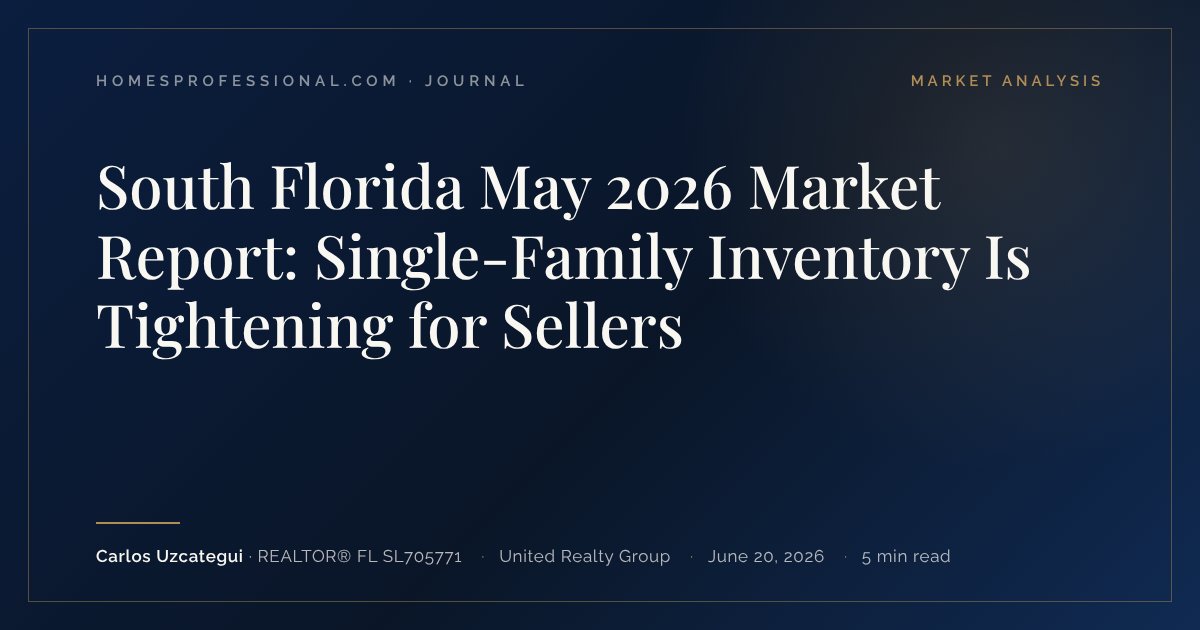 HOMESPROFESSIONAL.COM · JOURNAL
MARKET ANALYSIS
South Florida May 2026 Market
Report: Single-Family Inventory Is
Tightening for Sellers
Carlos Uzcategui · REALTOR® FL SL705771 · United Realty Group · June 20, 2026 · 5 min read